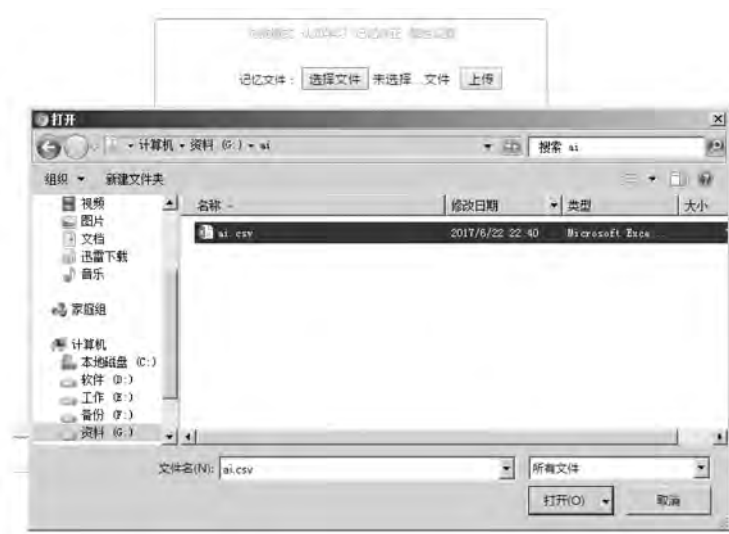 记忆文件： 选择文件 未选择 文件 上传
打开
计算机 资料 (G:) ai
搜索 ai
组织 新建文件夹
名称 修改日期 类型 大小
ai.csv 2017/6/22 22:40 Microsoft Exce
视频
图片
文档
迅雷下载
音乐
家庭组
计算机
本地磁盘 (C:)
软件 (D:)
工作 (E:)
备份 (F:)
资料 (G:)
文件名(N): ai.csv 所有文件
打开(O) 取消